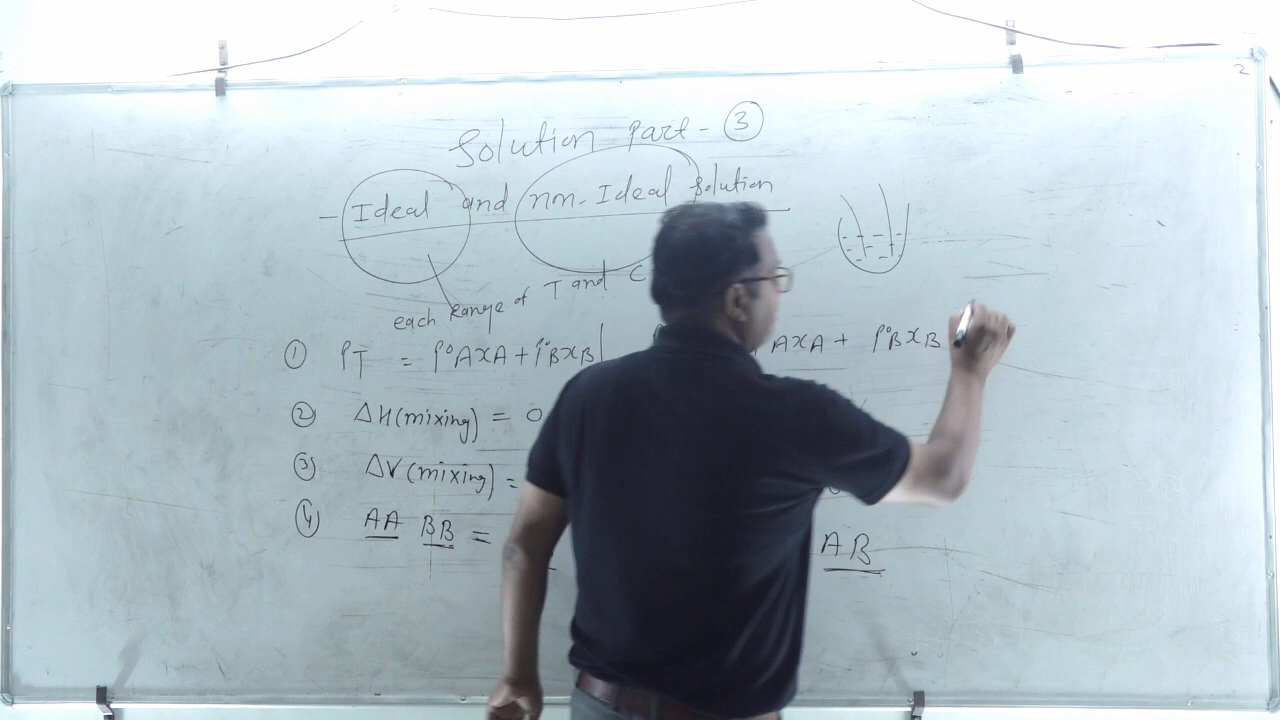 2
Solution Part - ③
- Ideal and non-Ideal Solution
each Range of T and C
① PT = P°AxA + P°BxB AxA + P°BxB
② ΔH(mixing) = 0
③ ΔV(mixing) =
④ AA BB = AB